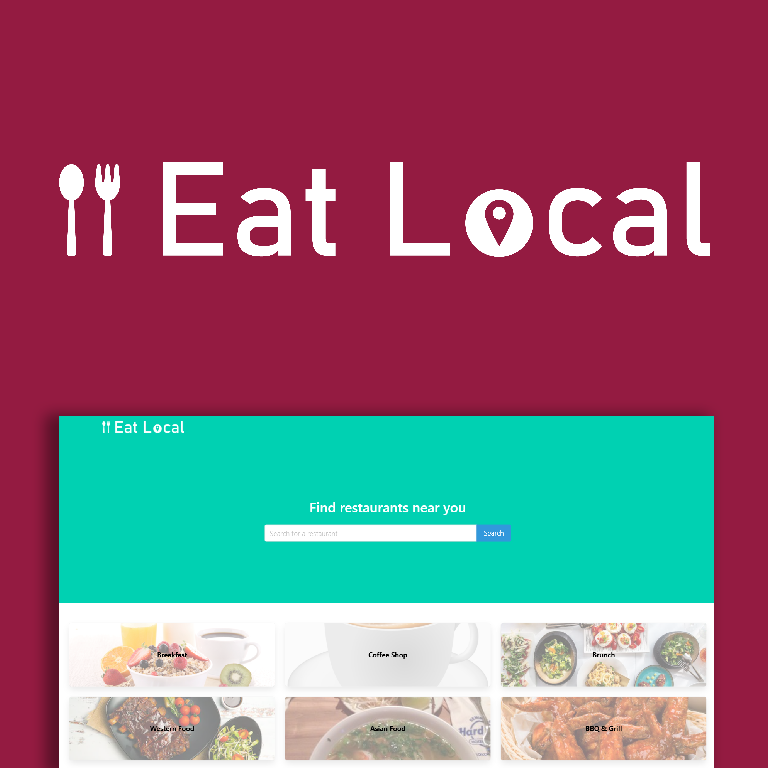 Eat Local
Eat Local
Find restaurants near you
Search for a restaurant
Search
Breakfast
Coffee Shop
Brunch
Western Food
Asian Food
Hard
BBQ & Grill